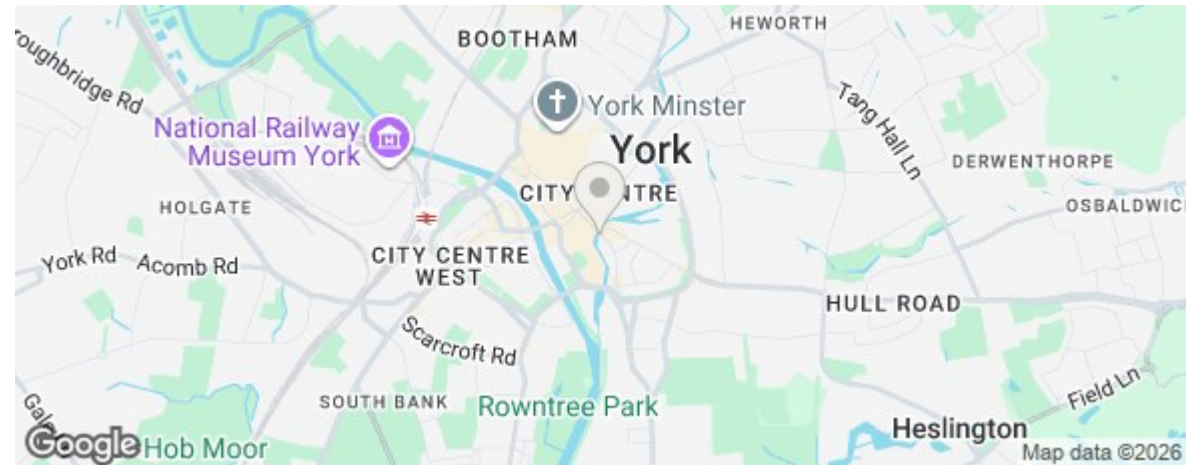 HEWORTH
BOOTHAM
roughbridge Rd
York Minster
Tang Hall Ln
National Railway
Museum York
York
DERWENTHORPE
CITY
NTRE
HOLGATE
OSBALDWIC
CITY CENTRE
WEST
York Rd
Acomb Rd
HULL ROAD
Scarcroft Rd
Field Ln
SOUTH BANK
Rowntree Park
Gale
Heslington
Google
Hob Moor
Map data ©2026